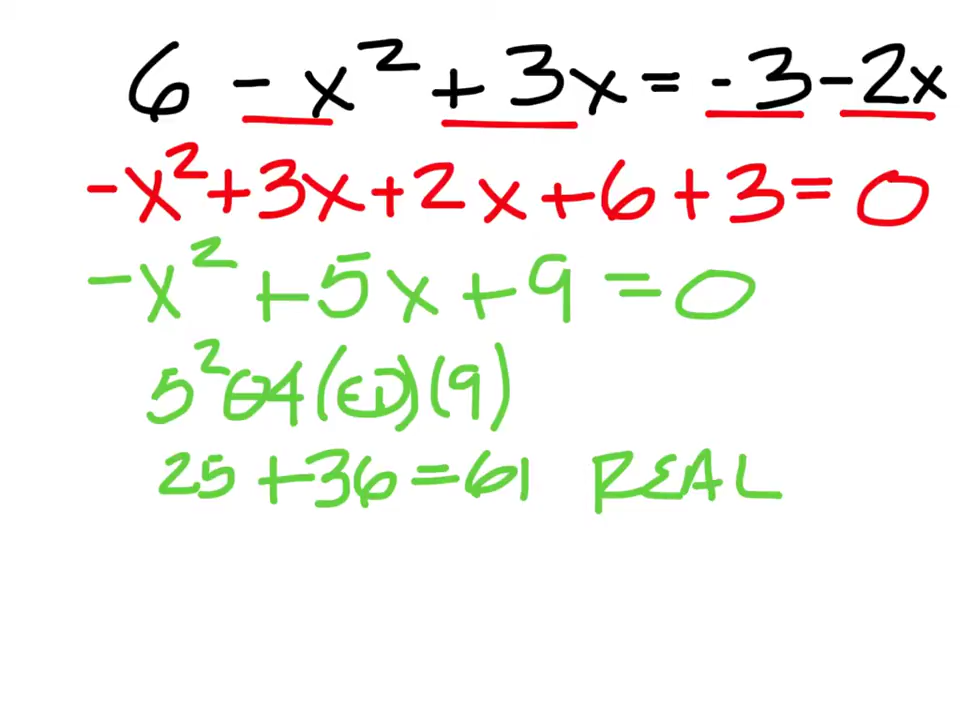 6 - x² + 3x = -3 - 2x
-x² + 3x + 2x + 6 + 3 = 0
-x² + 5x + 9 = 0
5² - 4(-1)(9)
25 + 36 = 61 REAL